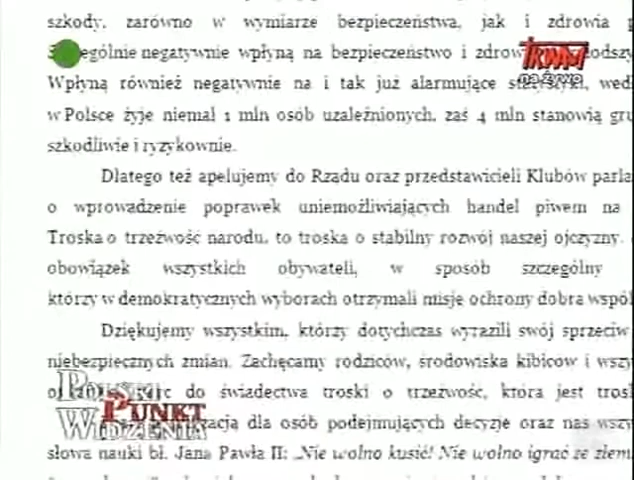 szkody, zarówno w wymiarze bezpieczeństwa, jak i zdrowia
negatywnie wpłyną na bezpieczeństwo i
TRWAM
na żywo
Wpłyną również negatywnie na i tak już alarmujące statystyki,
w Polsce żyje niemal 1 mln osób uzależnionych, zaś 4 mln stanowią
szkodliwie i ryzykownie.
Dlatego też apelujemy do Rządu oraz przedstawicieli Klubów
o wprowadzenie poprawek uniemożliwiających handel piwem na
Troska o trzeźwość narodu, to troska o stabilny rozwój naszej ojczyzny.
obowiązek wszystkich obywateli, w sposób szczególny
którzy w demokratycznych wyborach otrzymali misję ochrony dobra
Dziękujemy wszystkim, którzy dotychczas wyrazili swój sprzeciw
niebezpiecznych zmian. Zachęcamy rodziców, środowiska kibiców i
do świadectwa troski o trzeźwość, która jest
dla osób podejmujących decyzje oraz nas
POLSKI
PUNKT
WIDZENIA
słowa nauki bł. Jana Pawła II: „Nie wolno kusić! Nie wolno igrać ze